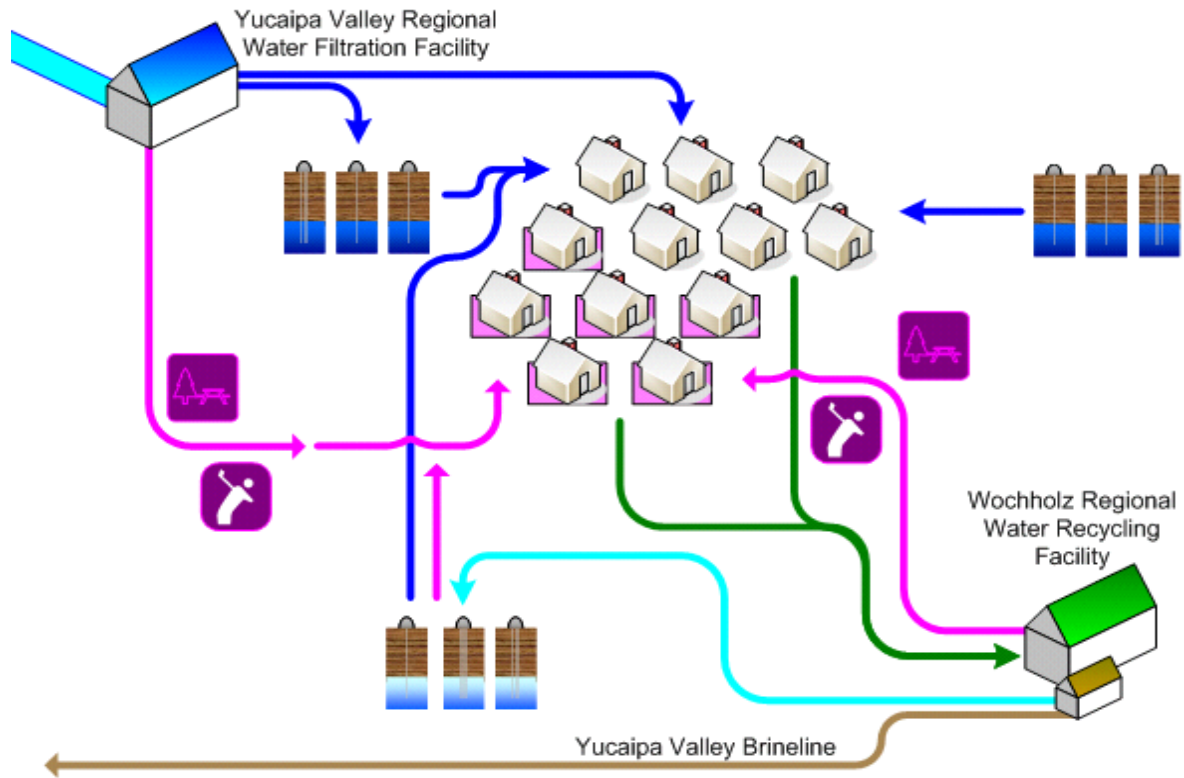 Yucaipa Valley Regional
Water Filtration Facility
Wochholz Regional
Water Recycling
Facility
Yucaipa Valley Brineline